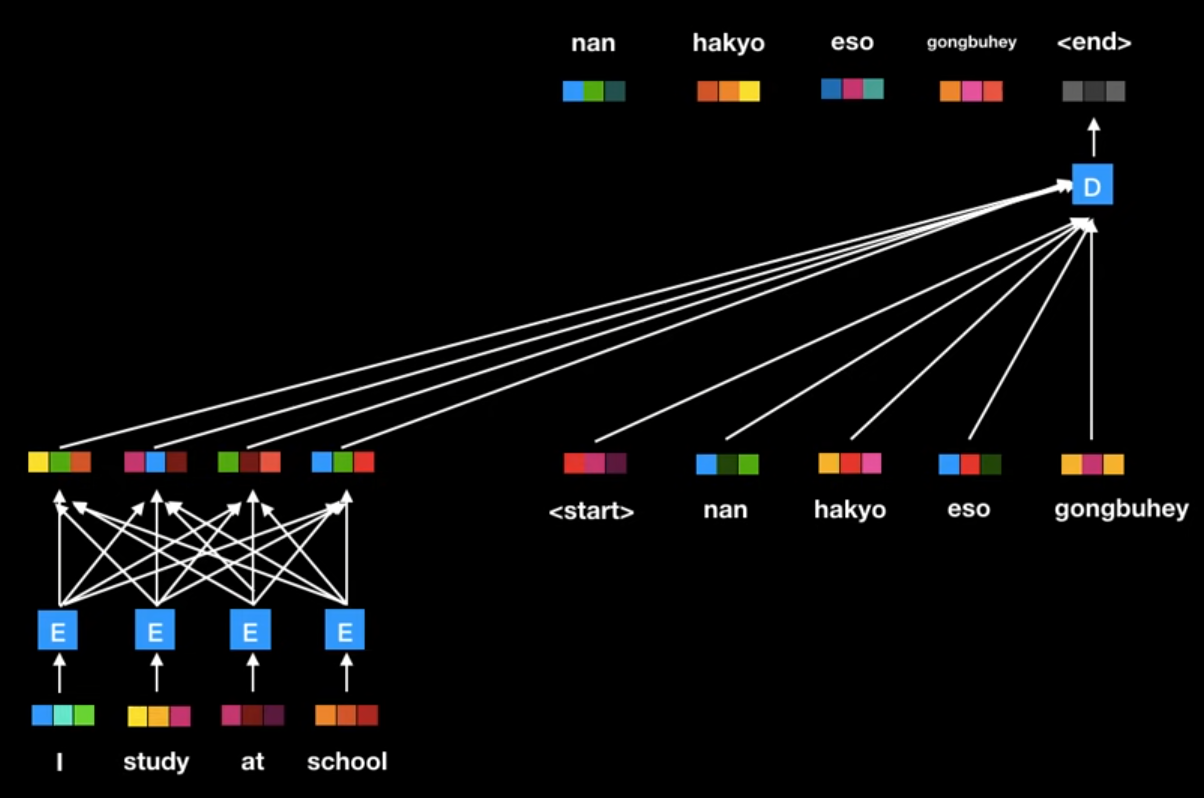 nan hakyo eso gongbuhey <end>
D
<start> nan hakyo eso gongbuhey
E E E E
I study at school